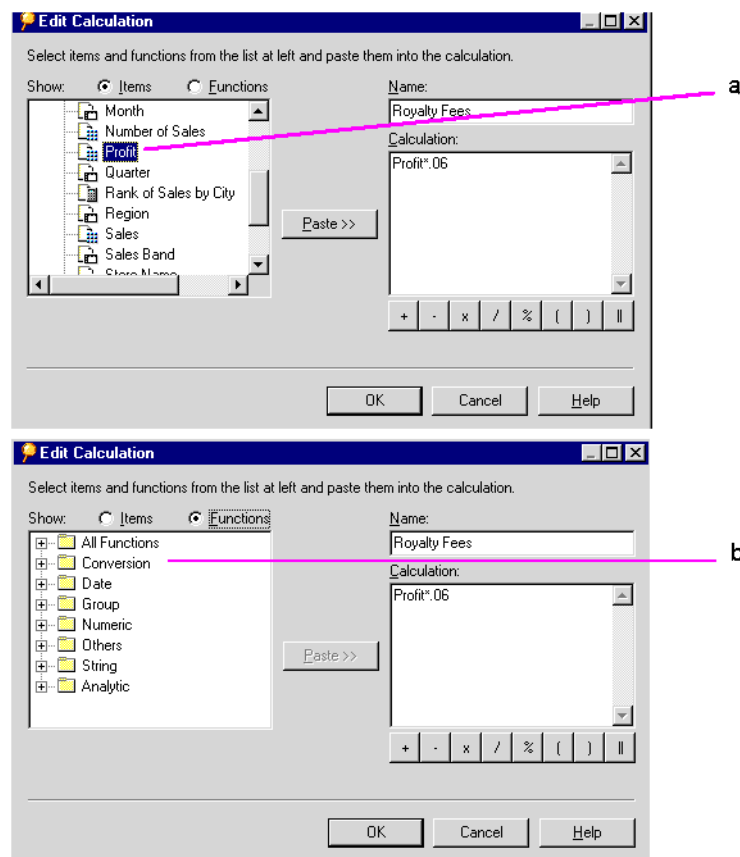 Edit Calculation
Select items and functions from the list at left and paste them into the calculation.
Show: Items Functions
Month
Number of Sales
Profit
Quarter
Rank of Sales by City
Region
Sales
Sales Band
Store Name
Paste >>
Name:
Royalty Fees
Calculation:
Profit*.06
+ - x / % ( ) ||
OK Cancel Help
a
Edit Calculation
Select items and functions from the list at left and paste them into the calculation.
Show: Items Functions
All Functions
Conversion
Date
Group
Numeric
Others
String
Analytic
Paste >>
Name:
Royalty Fees
Calculation:
Profit*.06
+ - x / % ( ) ||
OK Cancel Help
b